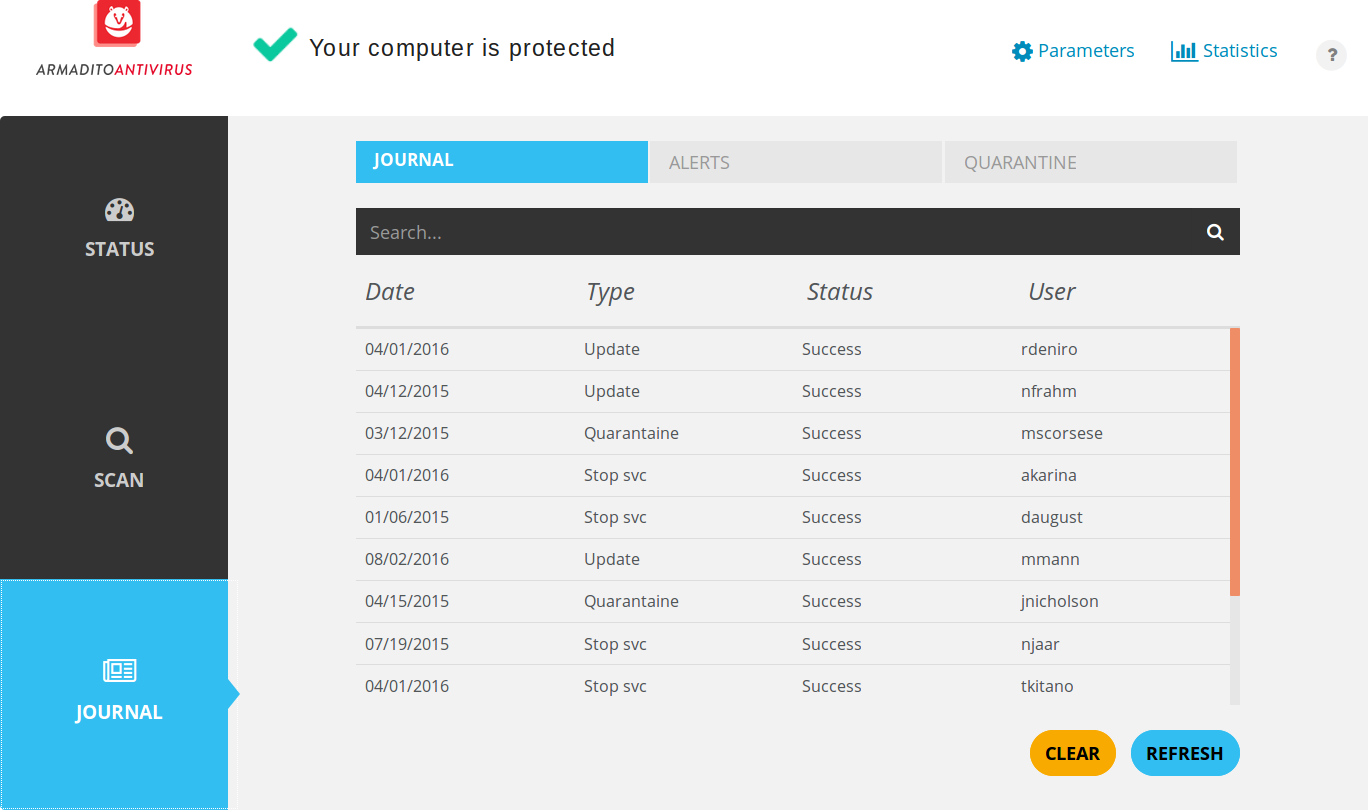 ARMADITOANTIVIRUS
Your computer is protected
Parameters
Statistics
?
STATUS
SCAN
JOURNAL
JOURNAL ALERTS QUARANTINE
Search...
Date Type Status User
04/01/2016 Update Success rdeniro
04/12/2015 Update Success nfrahm
03/12/2015 Quarantaine Success mscorsese
04/01/2016 Stop svc Success akarina
01/06/2015 Stop svc Success daugust
08/02/2016 Update Success mmann
04/15/2015 Quarantaine Success jnicholson
07/19/2015 Stop svc Success njaar
04/01/2016 Stop svc Success tkitano
CLEAR REFRESH